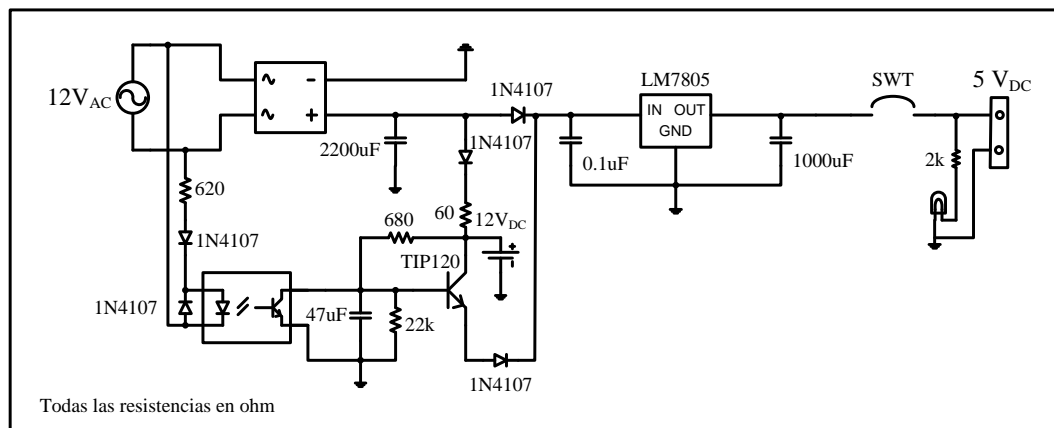 12VAC
~
~
-
+
2200uF
1N4107
1N4107
60
12VDC
+
-
0.1uF
LM7805
IN OUT
GND
1000uF
SWT
5 VDC
2k
620
1N4107
1N4107
680
TIP120
47uF
22k
1N4107
Todas las resistencias en ohm